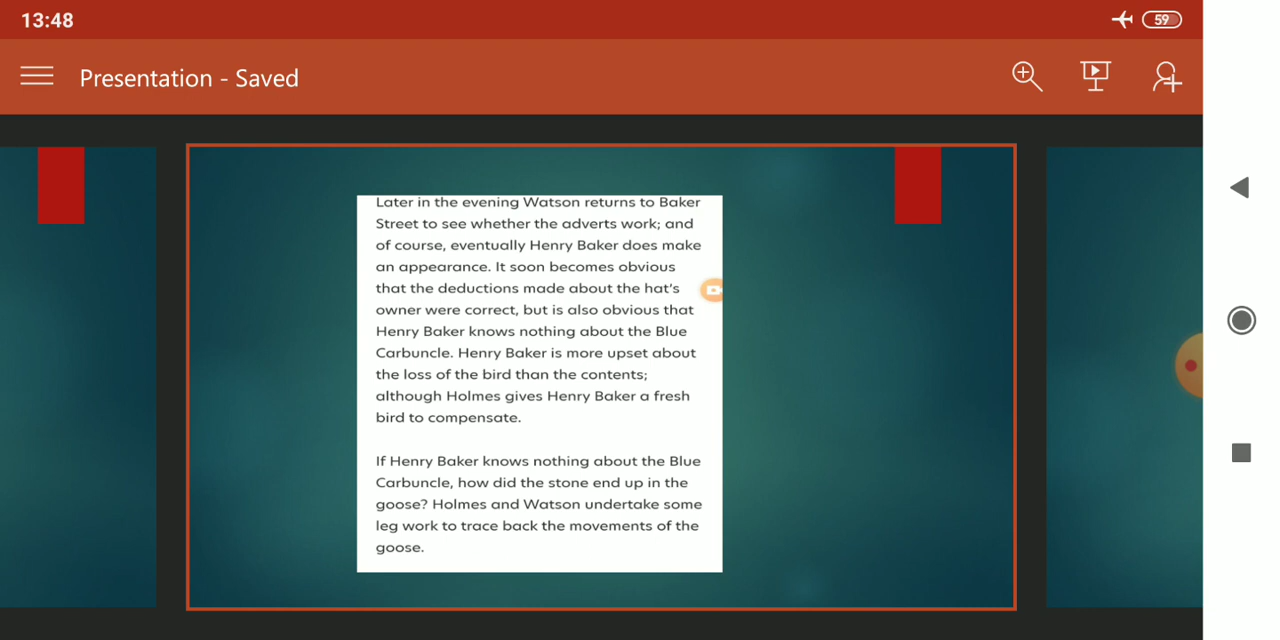 13:48
59
Presentation - Saved
Later in the evening Watson returns to Baker
Street to see whether the adverts work; and
of course, eventually Henry Baker does make
an appearance. It soon becomes obvious
that the deductions made about the hat's
owner were correct, but is also obvious that
Henry Baker knows nothing about the Blue
Carbuncle. Henry Baker is more upset about
the loss of the bird than the contents;
although Holmes gives Henry Baker a fresh
bird to compensate.
If Henry Baker knows nothing about the Blue
Carbuncle, how did the stone end up in the
goose? Holmes and Watson undertake some
leg work to trace back the movements of the
goose.